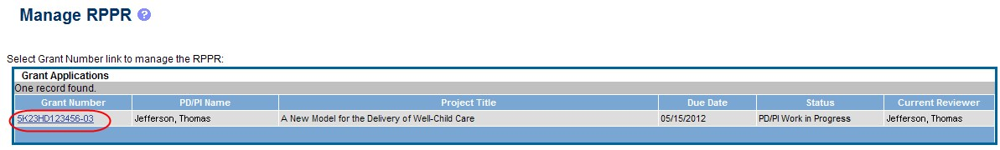 Manage RPPR ?
Select Grant Number link to manage the RPPR:
Grant Applications
One record found.
Grant Number PD/PI Name Project Title Due Date Status Current Reviewer
5K23HD123456-03 Jefferson, Thomas A New Model for the Delivery of Well-Child Care 05/15/2012 PD/PI Work in Progress Jefferson, Thomas